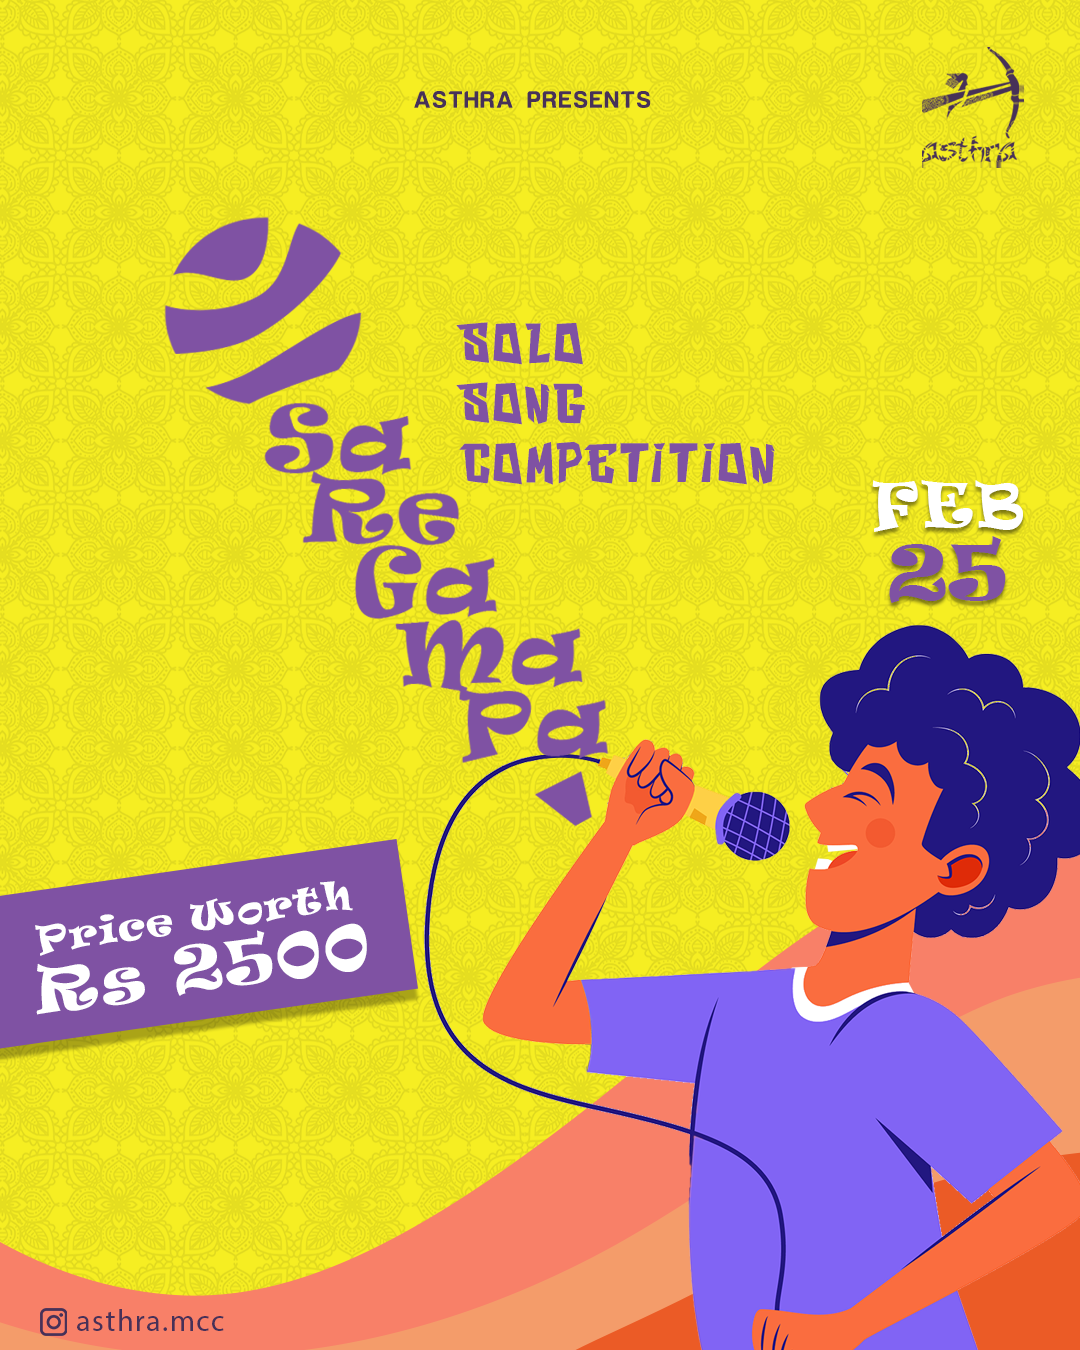 ASTHRA PRESENTS
asthra
SOLO
SONG
COMPETITION
Sa
Re
Ga
Ma
Pa
FEB
25
Price Worth
Rs 2500
asthra.mcc